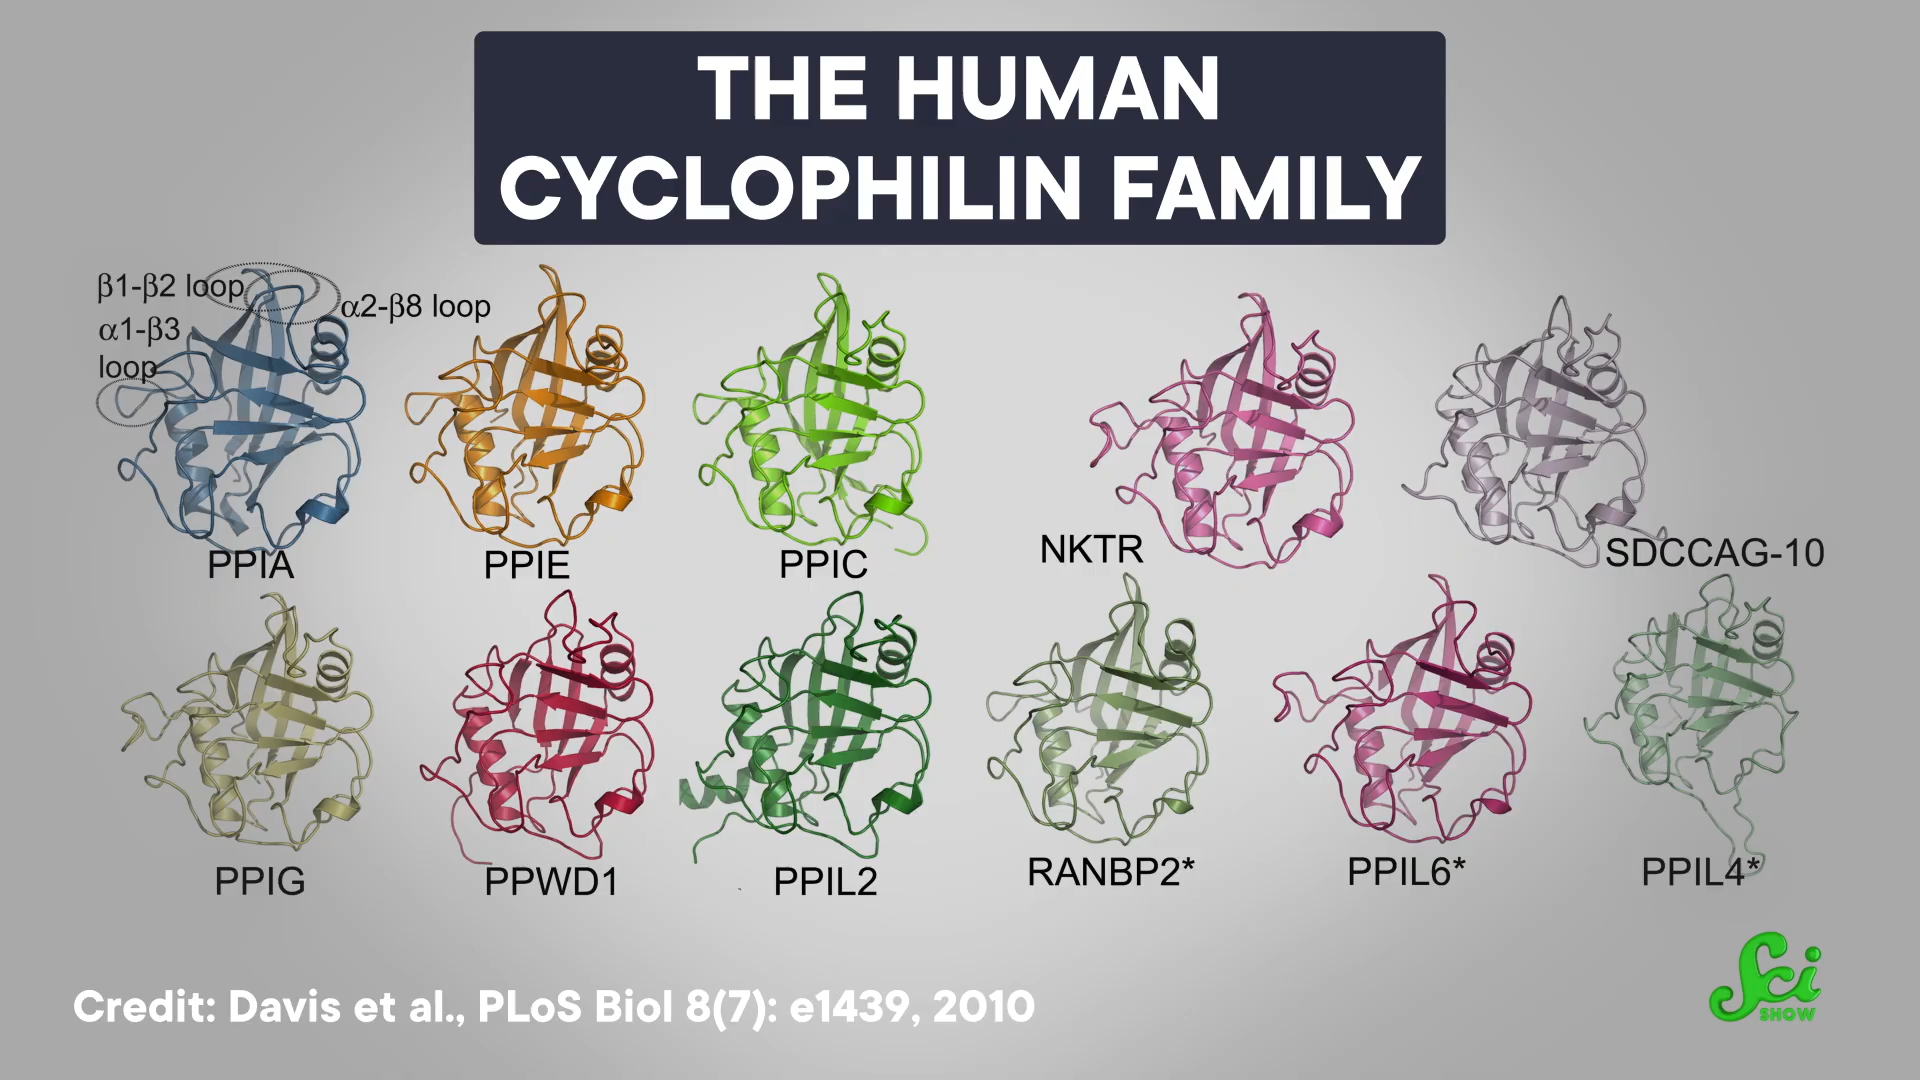 THE HUMAN
CYCLOPHILIN FAMILY
β1-β2 loop
α2-β8 loop
α1-β3
loop
PPIA
PPIE
PPIC
NKTR
SDCCAG-10
PPIG
PPWD1
PPIL2
RANBP2*
PPIL6*
PPIL4*
Credit: Davis et al., PLoS Biol 8(7): e1439, 2010
Sci
SHOW